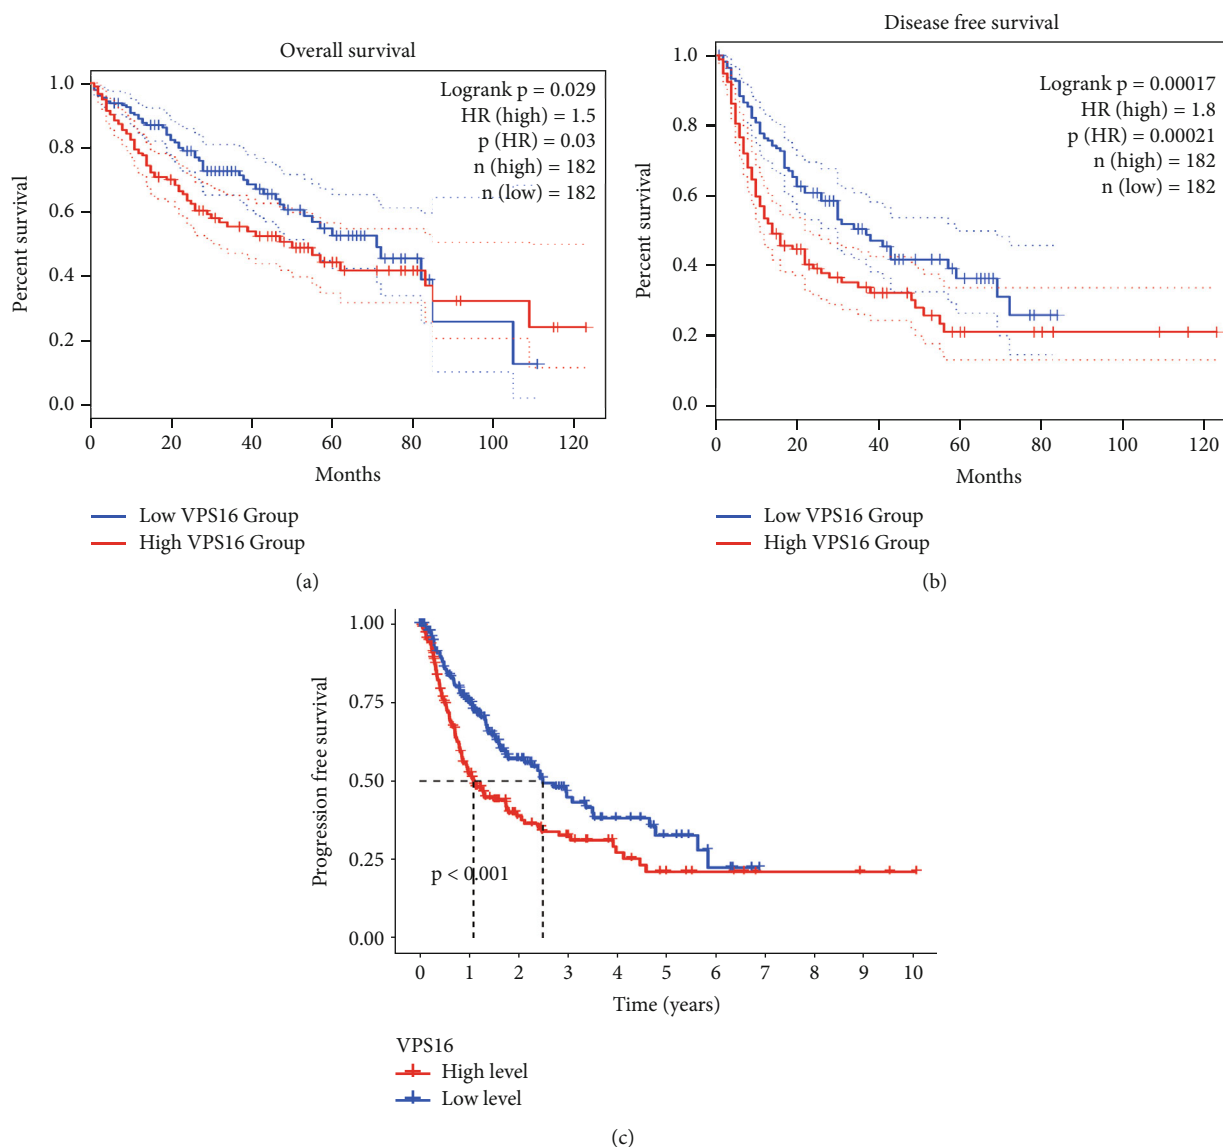 Overall survival
Logrank p = 0.029
HR (high) = 1.5
p (HR) = 0.03
n (high) = 182
n (low) = 182
Percent survival
1.0
0.8
0.6
0.4
0.2
0.0
0 20 40 60 80 100 120
Months
Low VPS16 Group
High VPS16 Group
(a)
Disease free survival
Logrank p = 0.00017
HR (high) = 1.8
p (HR) = 0.00021
n (high) = 182
n (low) = 182
Percent survival
1.0
0.8
0.6
0.4
0.2
0.0
0 20 40 60 80 100 120
Months
Low VPS16 Group
High VPS16 Group
(b)
Progression free survival
1.00
0.75
0.50
0.25
0.00
p < 0.001
0 1 2 3 4 5 6 7 8 9 10
Time (years)
VPS16
High level
Low level
(c)